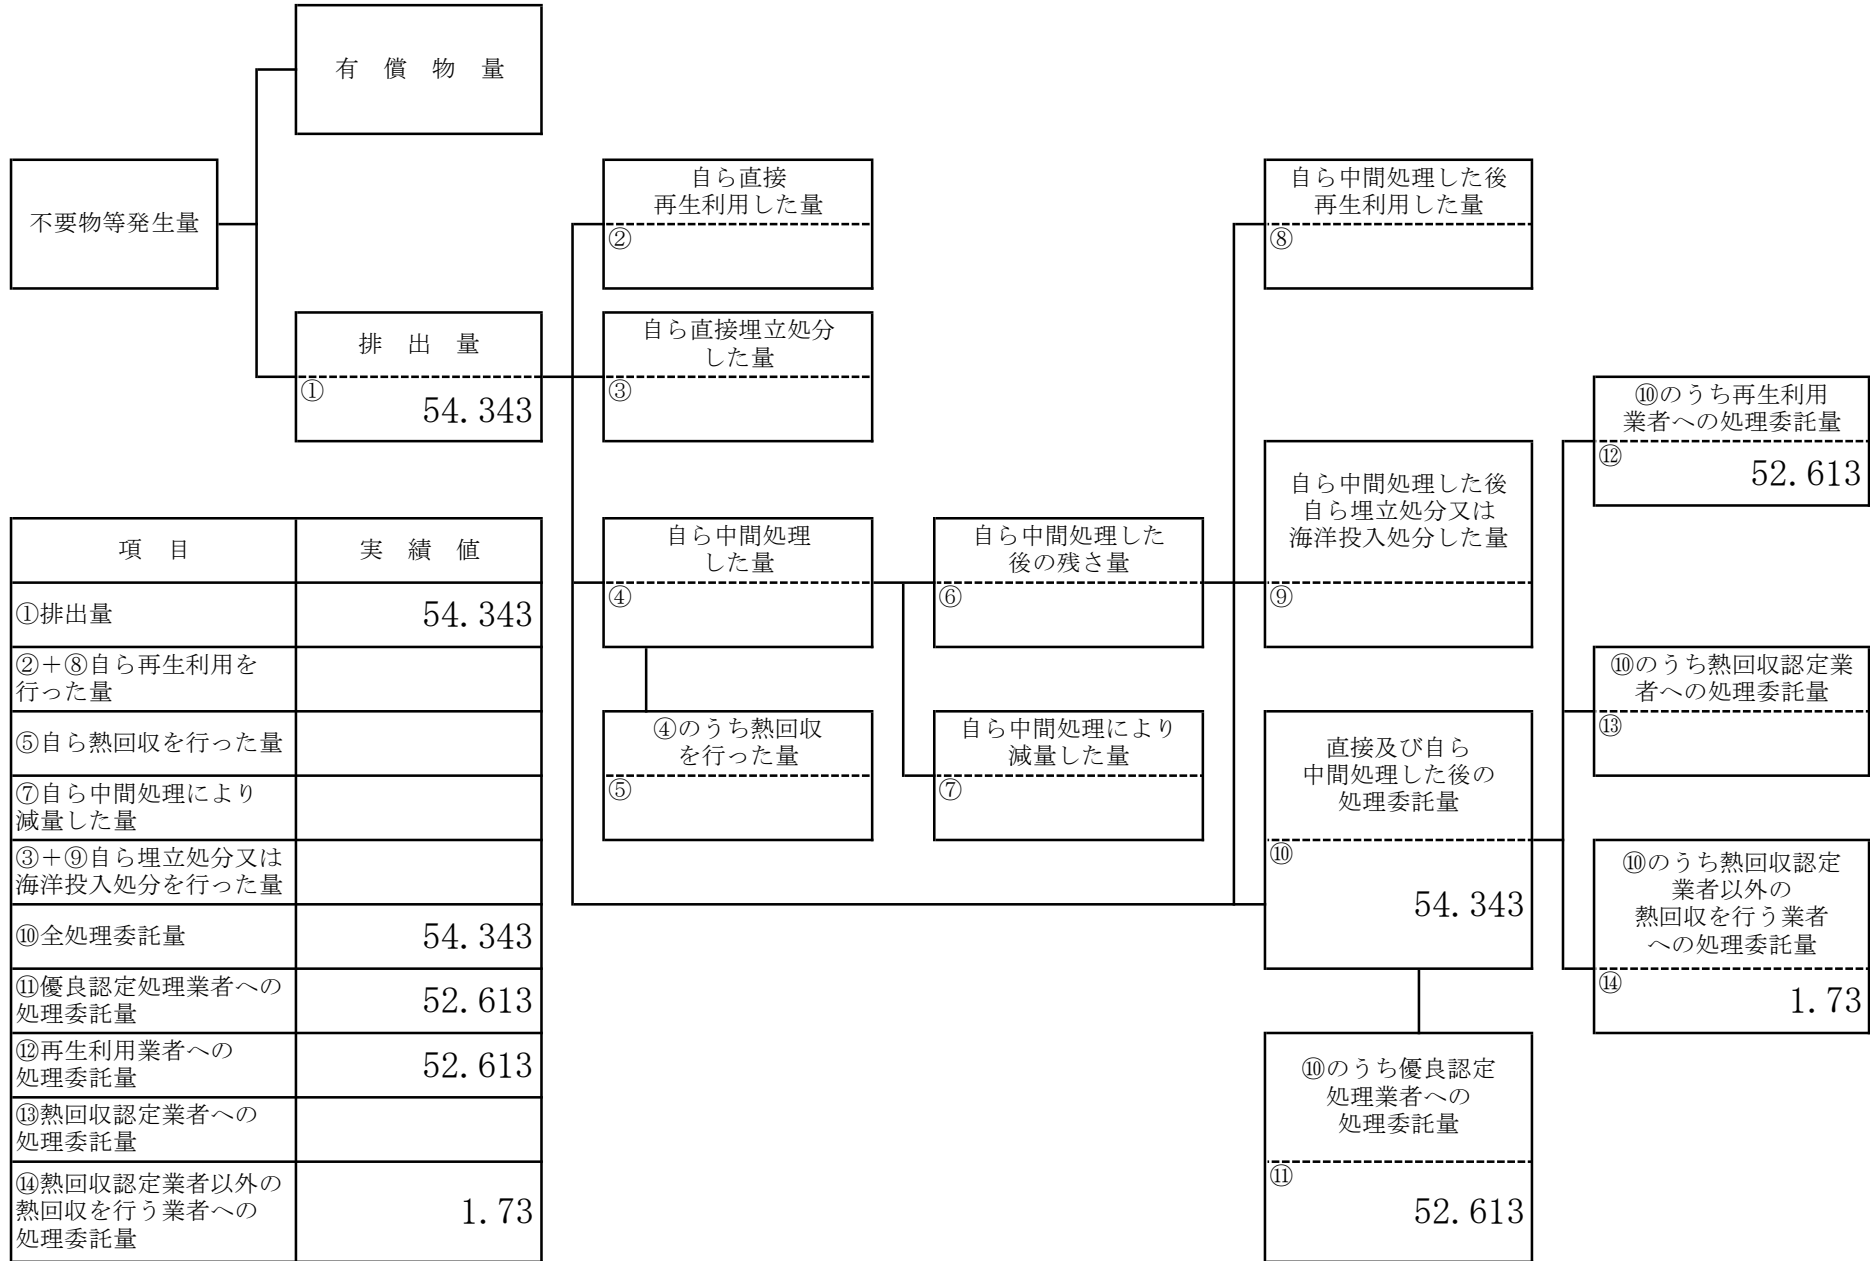 有 償 物 量
不要物等発生量
排 出 量
①
54.343
自ら直接
再生利用した量
②
自ら直接埋立処分
した量
③
自ら中間処理
した量
④
④のうち熱回収
を行った量
⑤
自ら中間処理した
後の残さ量
⑥
自ら中間処理により
減量した量
⑦
自ら中間処理した後
再生利用した量
⑧
自ら中間処理した後
自ら埋立処分又は
海洋投入処分した量
⑨
直接及び自ら
中間処理した後の
処理委託量
⑩
54.343
⑩のうち優良認定
処理業者への
処理委託量
⑪
52.613
⑩のうち再生利用
業者への処理委託量
⑫
52.613
⑩のうち熱回収認定業
者への処理委託量
⑬
⑩のうち熱回収認定
業者以外の
熱回収を行う業者
への処理委託量
⑭
1.73
項 目 実 績 値
①排出量 54.343
②＋⑧自ら再生利用を
行った量
⑤自ら熱回収を行った量
⑦自ら中間処理により
減量した量
③＋⑨自ら埋立処分又は
海洋投入処分を行った量
⑩全処理委託量 54.343
⑪優良認定処理業者への
処理委託量 52.613
⑫再生利用業者への
処理委託量 52.613
⑬熱回収認定業者への
処理委託量
⑭熱回収認定業者以外の
熱回収を行う業者への
処理委託量 1.73